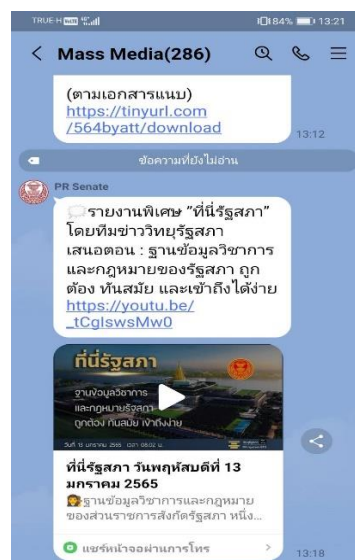 TRUE-H
84% 13:21
Mass Media(286)
(ตามเอกสารแนบ)
https://tinyurl.com
/564byatt/download
13:12
ข้อความที่ยังไม่อ่าน
PR Senate
รายงานพิเศษ "ที่นี่รัฐสภา"
โดยทีมข่าววิทยุรัฐสภา
เสนอตอน : ฐานข้อมูลวิชาการ
และกฎหมายของรัฐสภา ถูก
ต้อง ทันสมัย และเข้าถึงได้ง่าย
https://youtu.be/
_tCglswsMw0
ที่นี่รัฐสภา
ฐานข้อมูลวิชาการ
และกฎหมายรัฐสภา
ถูกต้อง ทันสมัย เข้าถึงง่าย
ที่นี่รัฐสภา วันพฤหัสบดีที่ 13
มกราคม 2565
ฐานข้อมูลวิชาการและกฎหมาย
ของส่วนราชการสังกัดรัฐสภา หนึ่ง...
แชร์หน้าจอผ่านการโทร
13:18